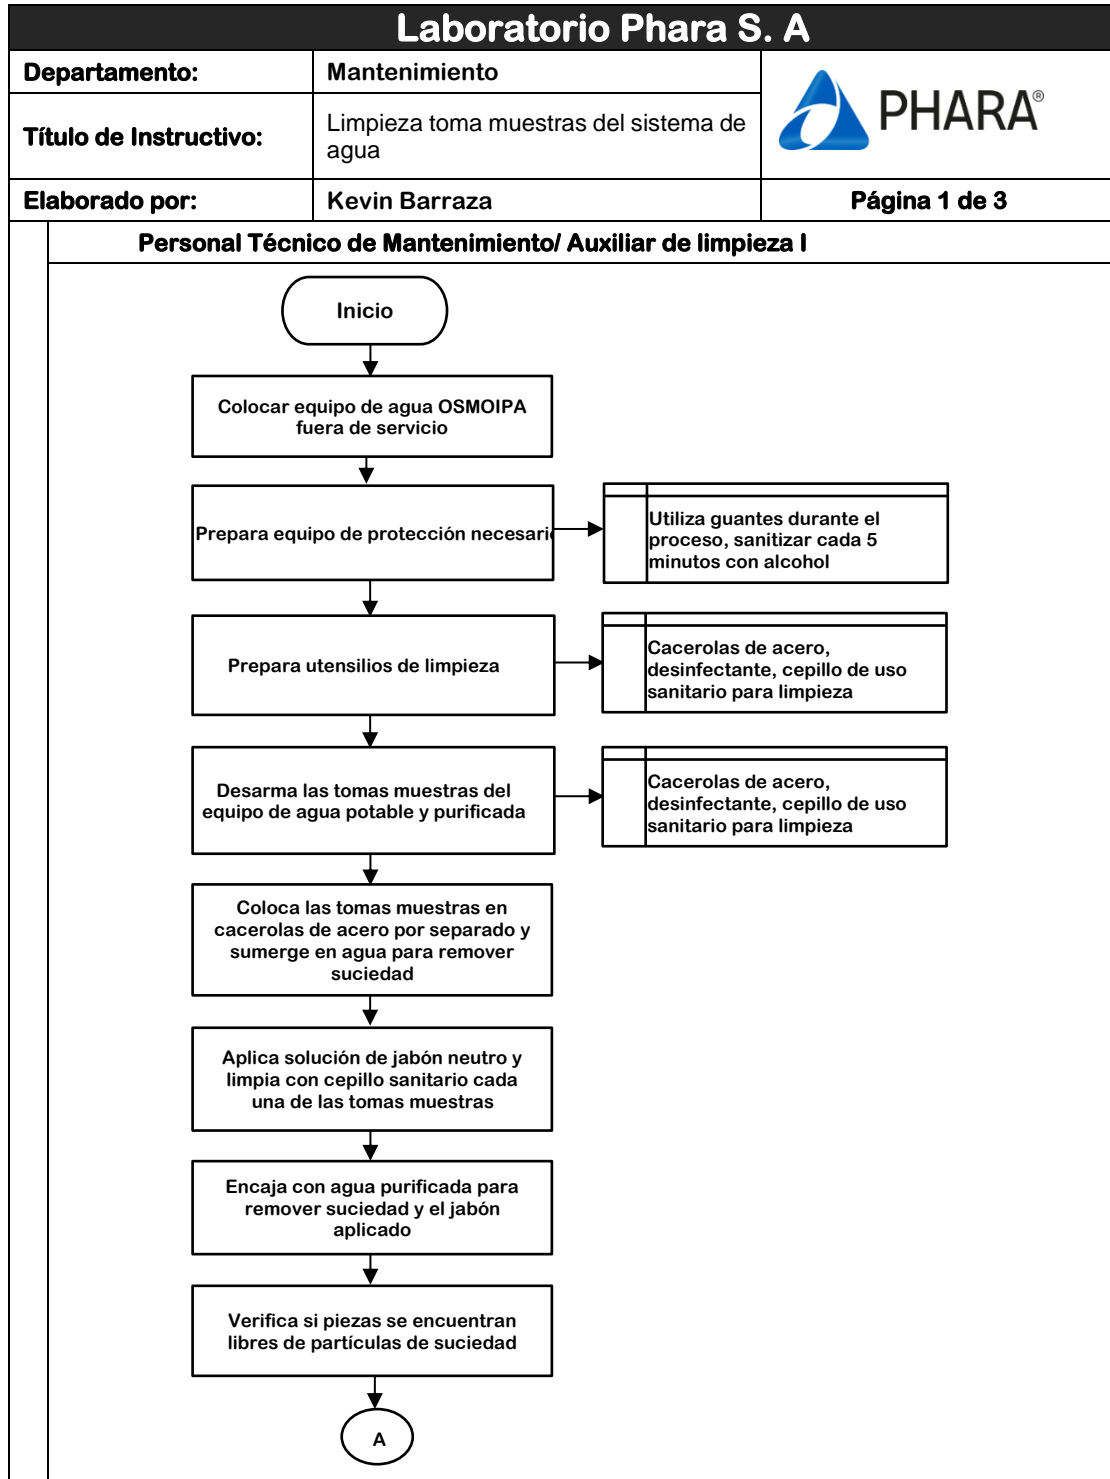 Laboratorio Phara S. A
Departamento:
Mantenimiento
PHARA®
Título de Instructivo:
Limpieza toma muestras del sistema de
agua
Elaborado por:
Kevin Barraza
Página 1 de 3
Personal Técnico de Mantenimiento/ Auxiliar de limpieza I
Inicio
Colocar equipo de agua OSMOIPA
fuera de servicio
Prepara equipo de protección necesario
Utiliza guantes durante el
proceso, sanitizar cada 5
minutos con alcohol
Prepara utensilios de limpieza
Cacerolas de acero,
desinfectante, cepillo de uso
sanitario para limpieza
Desarma las tomas muestras del
equipo de agua potable y purificada
Cacerolas de acero,
desinfectante, cepillo de uso
sanitario para limpieza
Coloca las tomas muestras en
cacerolas de acero por separado y
sumerge en agua para remover
suciedad
Aplica solución de jabón neutro y
limpia con cepillo sanitario cada
una de las tomas muestras
Encaja con agua purificada para
remover suciedad y el jabón
aplicado
Verifica si piezas se encuentran
libres de partículas de suciedad
A